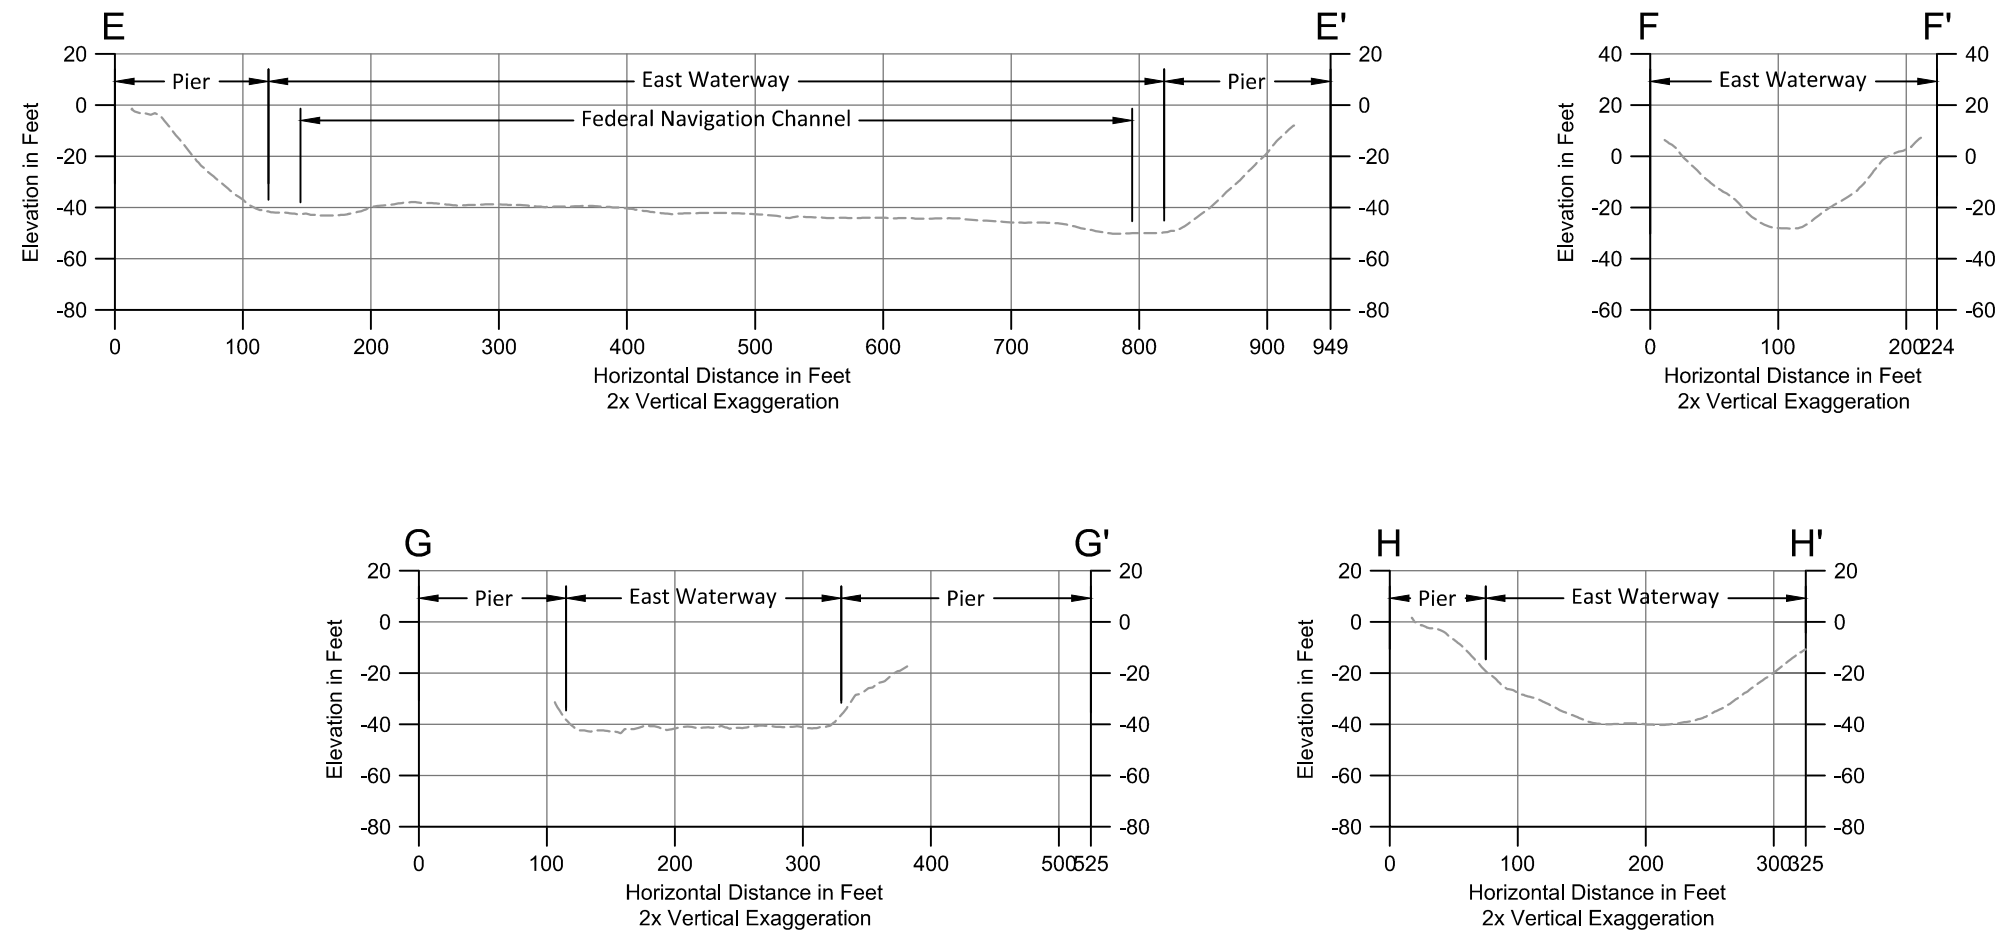 E E'
20 20
Pier East Waterway Pier
0 0
Federal Navigation Channel
-20 -20
-40 -40
-60 -60
-80 -80
Elevation in Feet
0 100 200 300 400 500 600 700 800 900 949
Horizontal Distance in Feet
2x Vertical Exaggeration
F F'
40 40
East Waterway
20 20
0 0
-20 -20
-40 -40
-60 -60
Elevation in Feet
0 100 200 224
Horizontal Distance in Feet
2x Vertical Exaggeration
G G'
20 20
Pier East Waterway Pier
0 0
-20 -20
-40 -40
-60 -60
-80 -80
Elevation in Feet
0 100 200 300 400 500 525
Horizontal Distance in Feet
2x Vertical Exaggeration
H H'
20 20
Pier East Waterway
0 0
-20 -20
-40 -40
-60 -60
-80 -80
Elevation in Feet
0 100 200 300 325
Horizontal Distance in Feet
2x Vertical Exaggeration